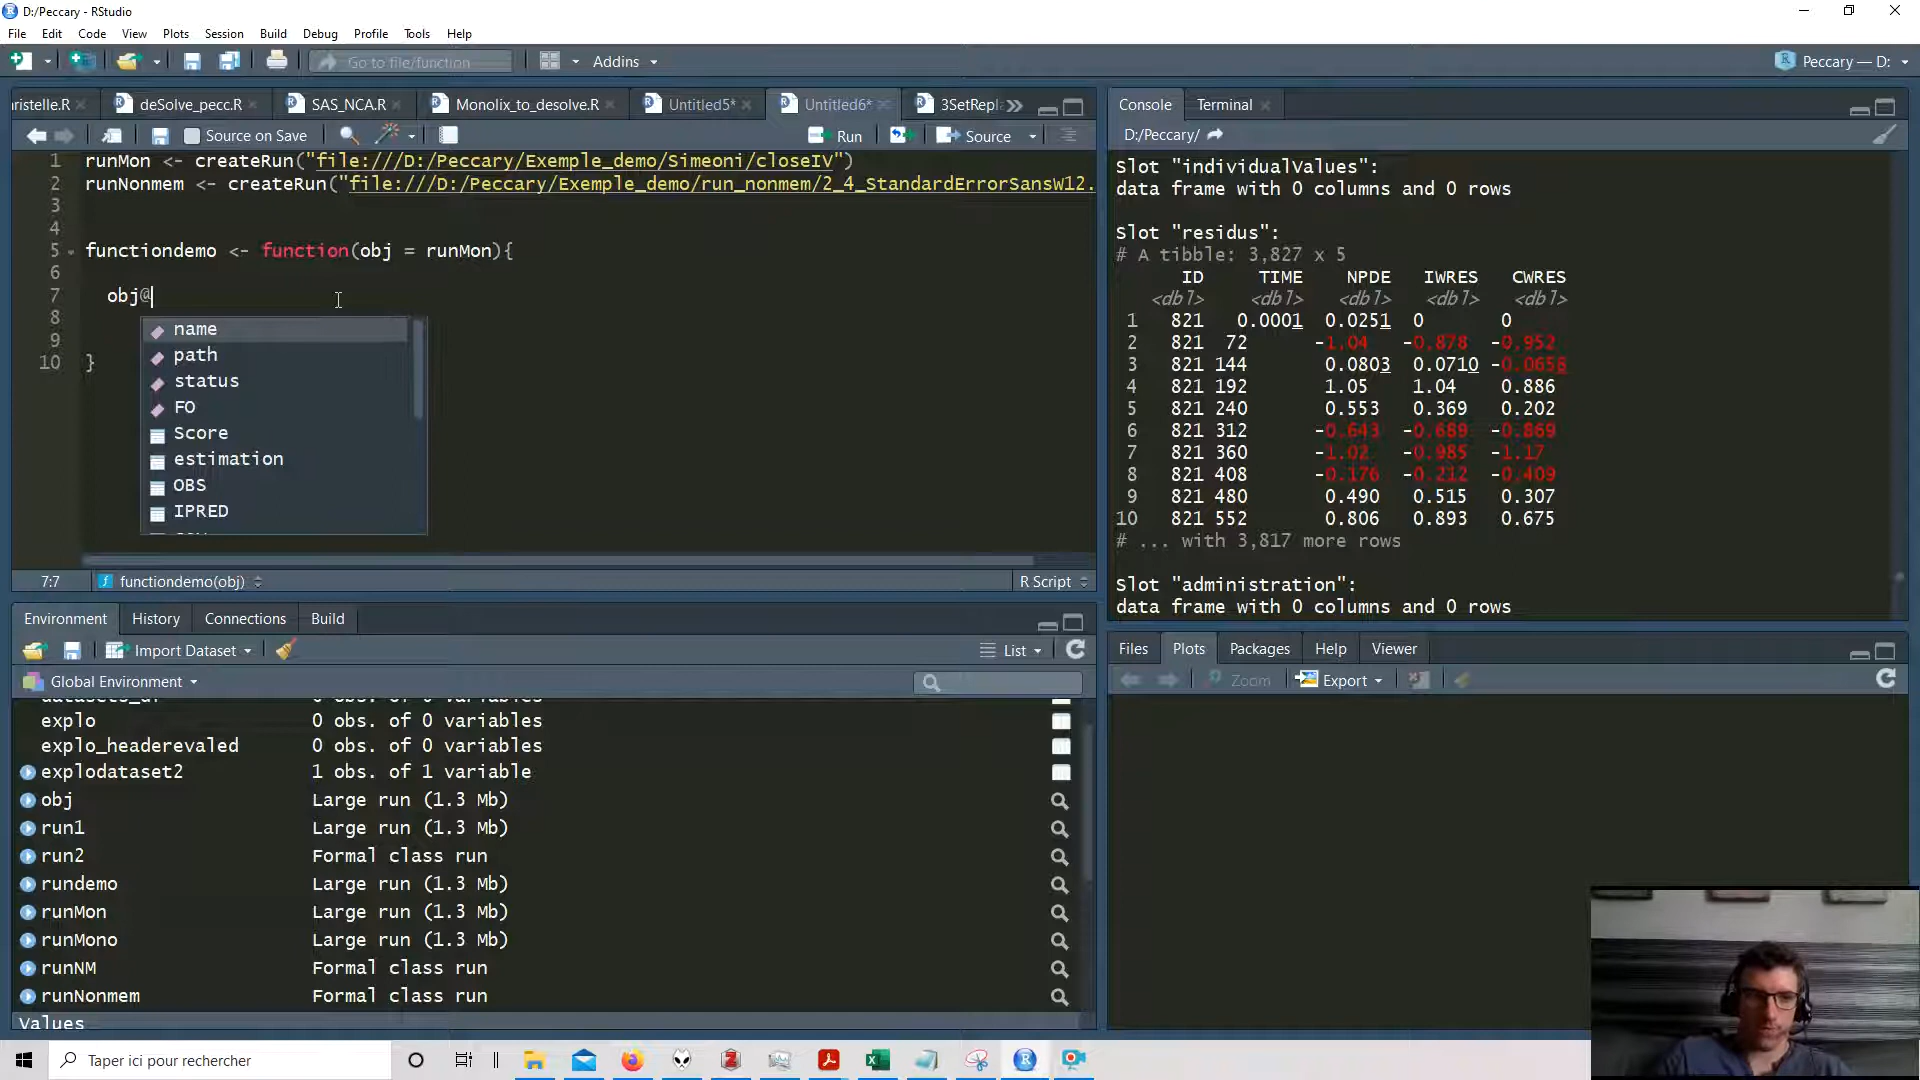 D:/Peccary - RStudio
File Edit Code View Plots Session Build Debug Profile Tools Help
Go to file/function Addins Peccary — D:
aristelle.R deSolve_pecc.R SAS_NCA.R Monolix_to_desolve.R Untitled5* Untitled6* 3SetRepl
Source on Save Run Source
1 runMon <- createRun("file:///D:/Peccary/Exemple_demo/Simeoni/closeIV")
2 runNonmem <- createRun("file:///D:/Peccary/Exemple_demo/run_nonmem/2_4_StandardErrorSansW12.
3
4
5 functiondemo <- function(obj = runMon){
6
7 obj@
8
9
10 }
name
path
status
FO
Score
estimation
OBS
IPRED
7:7 functiondemo(obj) R Script
Environment History Connections Build
Import Dataset List
Global Environment
datasets_df
explo 0 obs. of 0 variables
explo_headerevaled 0 obs. of 0 variables
explodataset2 1 obs. of 1 variable
obj Large run (1.3 Mb)
run1 Large run (1.3 Mb)
run2 Formal class run
rundemo Large run (1.3 Mb)
runMon Large run (1.3 Mb)
runMono Large run (1.3 Mb)
runNM Formal class run
runNonmem Formal class run
Values
Console Terminal
D:/Peccary/
Slot "individualValues":
data frame with 0 columns and 0 rows
Slot "residus":
# A tibble: 3,827 x 5
ID TIME NPDE IWRES CWRES
<dbl> <dbl> <dbl> <dbl> <dbl>
1 821 0.0001 0.0251 0 0
2 821 72 -1.04 -0.878 -0.952
3 821 144 0.0803 0.0710 -0.0658
4 821 192 1.05 1.04 0.886
5 821 240 0.553 0.369 0.202
6 821 312 -0.643 -0.689 -0.869
7 821 360 -1.02 -0.985 -1.17
8 821 408 -0.176 -0.212 -0.409
9 821 480 0.490 0.515 0.307
10 821 552 0.806 0.893 0.675
# ... with 3,817 more rows
Slot "administration":
data frame with 0 columns and 0 rows
Files Plots Packages Help Viewer
Zoom Export
Taper ici pour rechercher